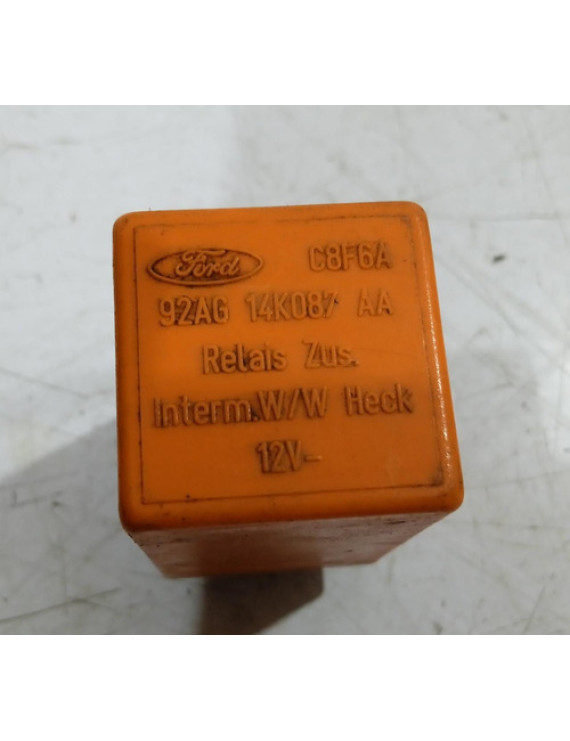 Ford C8F6A
92AG 14K087 AA
Relais Zus.
Interm.W/W Heck
12V-